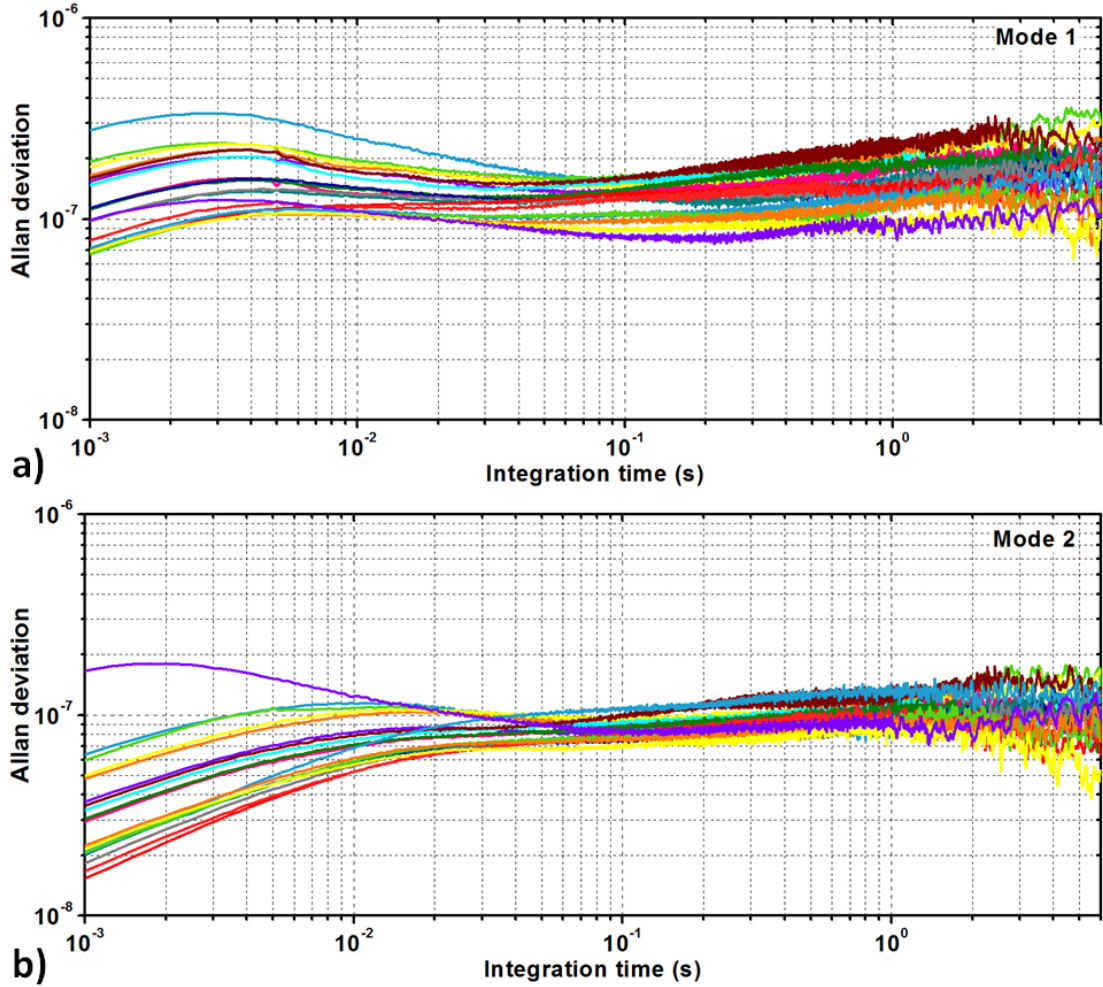 10⁻⁶
Mode 1
Allan deviation
10⁻⁷
10⁻⁸
10⁻³
10⁻²
10⁻¹
10⁰
a)
Integration time (s)
10⁻⁶
Mode 2
Allan deviation
10⁻⁷
10⁻⁸
10⁻³
10⁻²
10⁻¹
10⁰
b)
Integration time (s)